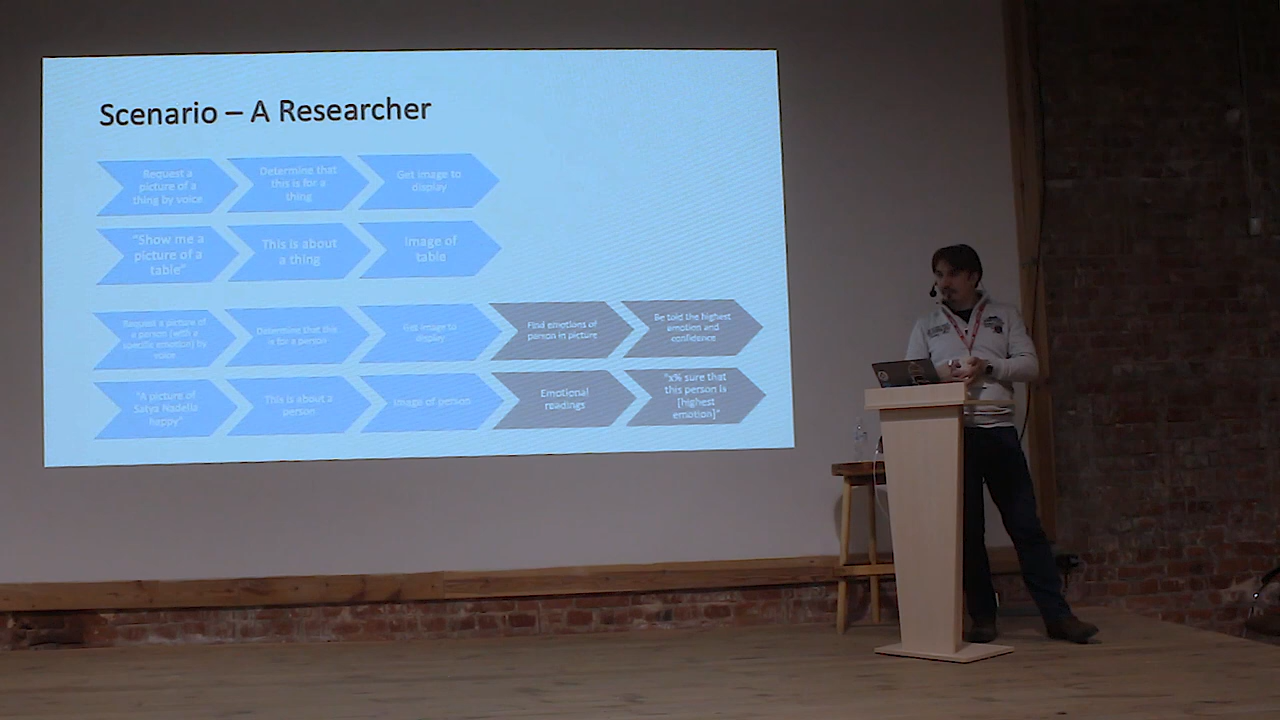 Scenario – A Researcher
Request a
picture of a
thing by voice
Determine that
this is for a
thing
Get image to
display
"Show me a
picture of a
table"
This is about
a thing
Image of
table
Request a picture of
a person (with a
specific emotion) by
voice
Determine that this
is for a person
Get image to
display
Find emotions of
person in picture
Be told the highest
emotion and
confidence
"A picture of
Satya Nadella
happy"
This is about a
person
Image of person
Emotional
readings
"x% sure that
this person is
[highest
emotion]"